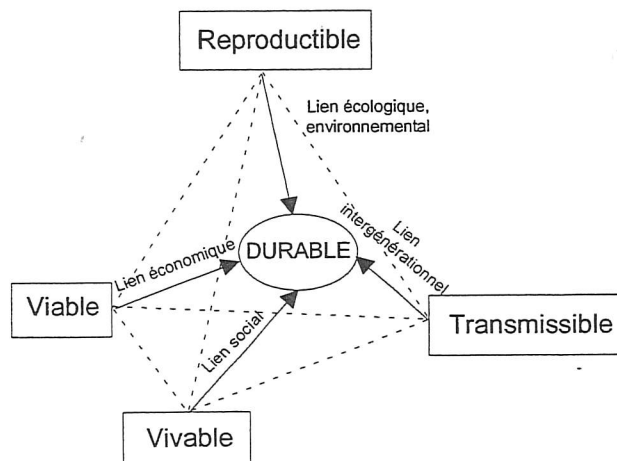 Reproductible
Lien écologique,
environnemental
Lien
intergénérationnel
DURABLE
Lien économique
Viable
Transmissible
Lien social
Vivable